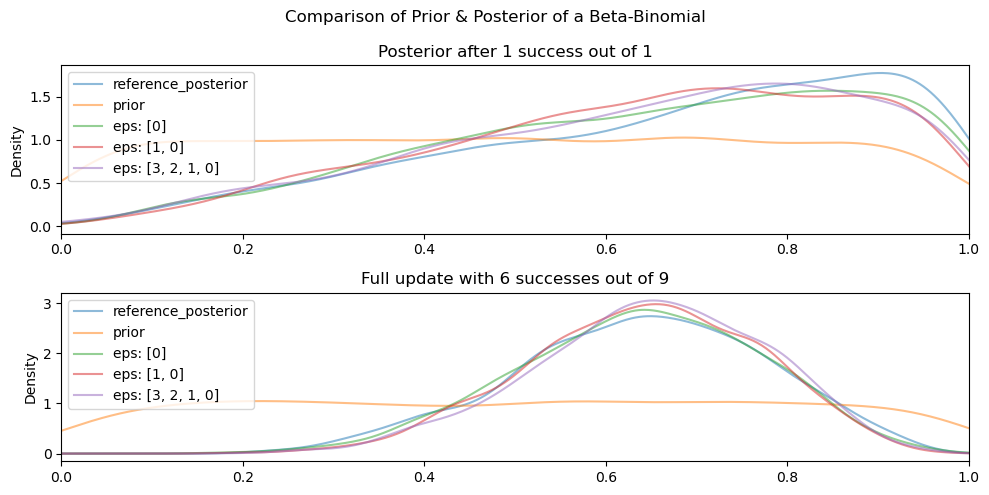 Comparison of Prior & Posterior of a Beta-Binomial
Posterior after 1 success out of 1
Density
1.5
1.0
0.5
0.0
reference_posterior
prior
eps: [0]
eps: [1, 0]
eps: [3, 2, 1, 0]
0.0 0.2 0.4 0.6 0.8 1.0
Full update with 6 successes out of 9
Density
3
2
1
0
reference_posterior
prior
eps: [0]
eps: [1, 0]
eps: [3, 2, 1, 0]
0.0 0.2 0.4 0.6 0.8 1.0